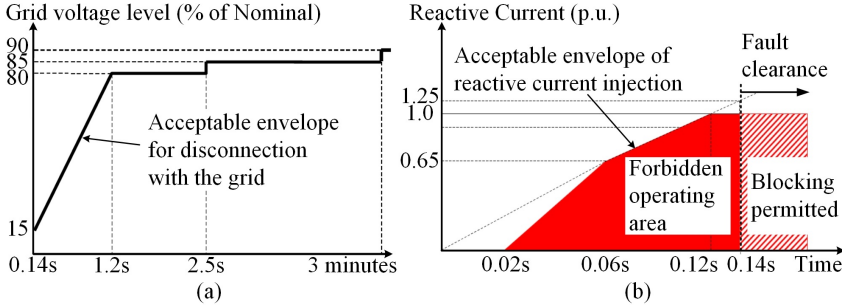 Grid voltage level (% of Nominal)
90
85
80
15
Acceptable envelope
for disconnection
with the grid
0.14s
1.2s
2.5s
3 minutes
(a)
Reactive Current (p.u.)
Acceptable envelope of
reactive current injection
Fault
clearance
1.25
1.0
0.65
Forbidden
operating
area
Blocking
permitted
0.02s
0.06s
0.12s
0.14s
Time
(b)